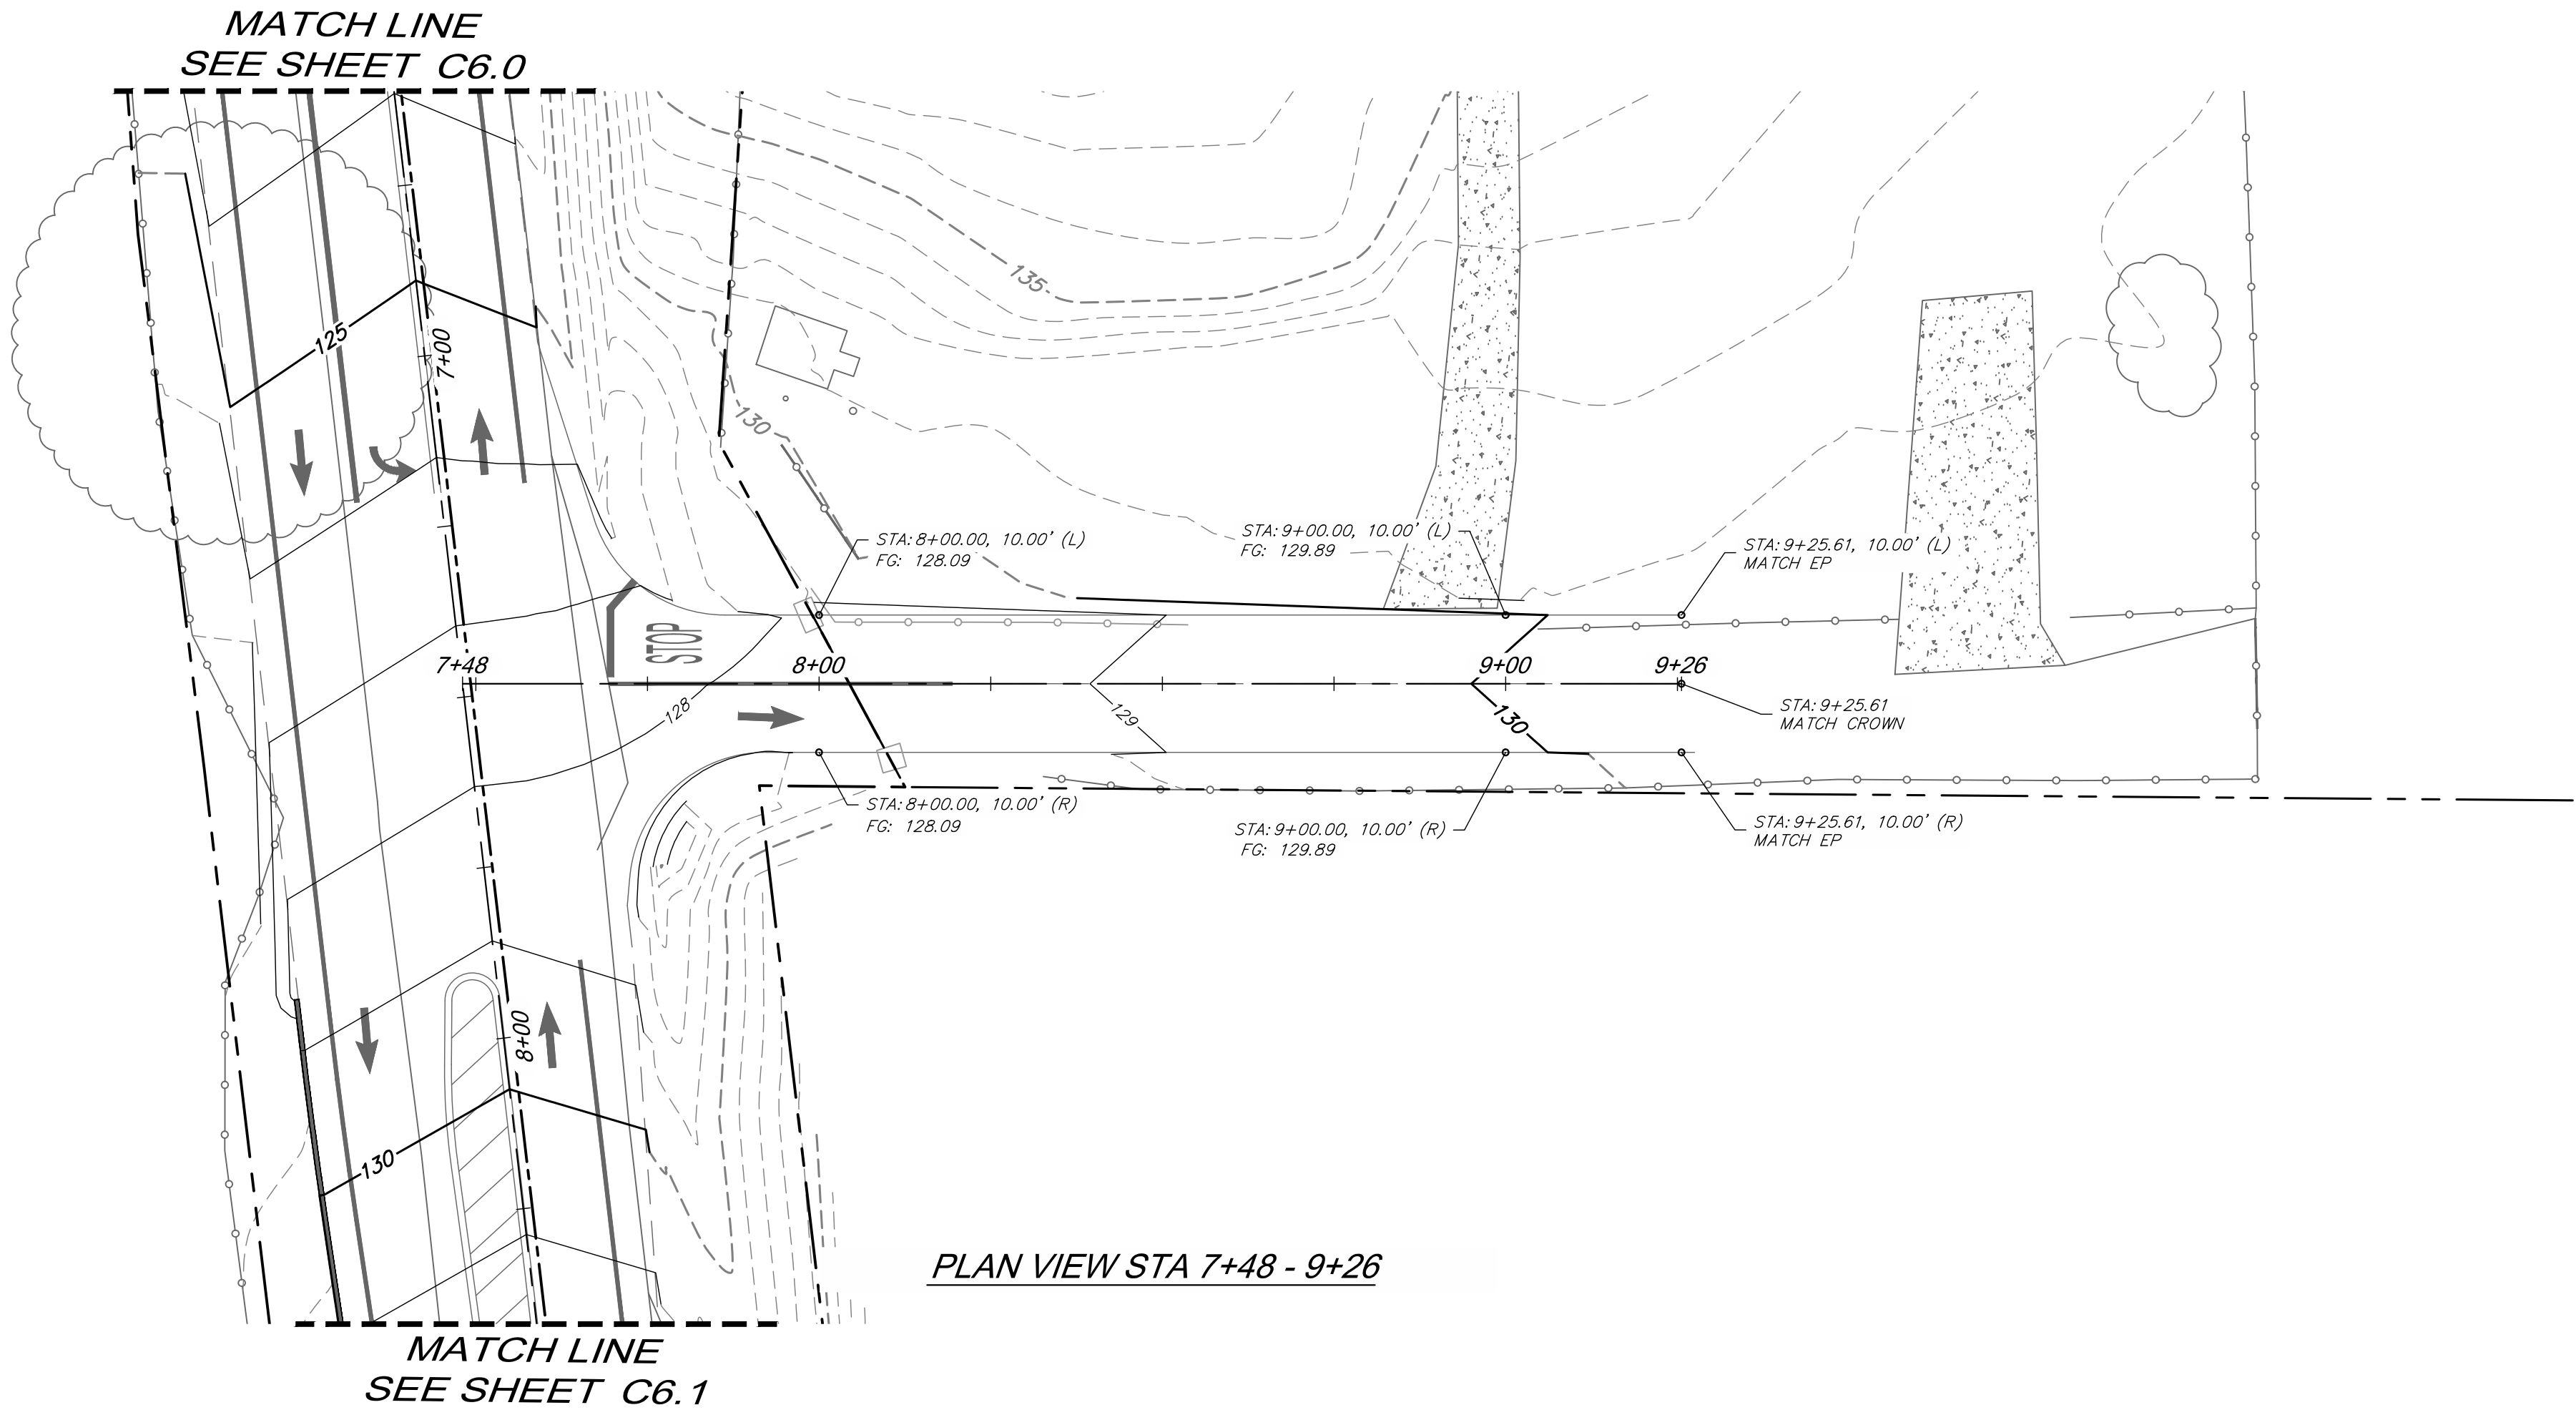 MATCH LINE
SEE SHEET C6.0
135
125
7+00
130
STA: 8+00.00, 10.00' (L)
FG: 128.09
STA: 9+00.00, 10.00' (L)
FG: 129.89
STA: 9+25.61, 10.00' (L)
MATCH EP
STOP
7+48
8+00
9+00
9+26
128
129
130
STA: 9+25.61
MATCH CROWN
STA: 8+00.00, 10.00' (R)
FG: 128.09
STA: 9+00.00, 10.00' (R)
FG: 129.89
STA: 9+25.61, 10.00' (R)
MATCH EP
8+00
130
PLAN VIEW STA 7+48 - 9+26
MATCH LINE
SEE SHEET C6.1